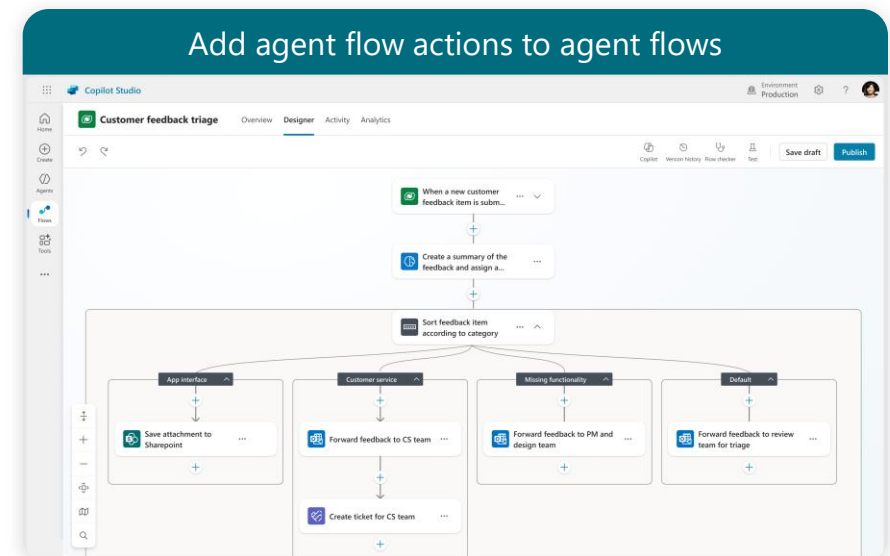 Add agent flow actions to agent flows
Copilot Studio
Environment
Production
?
Home
Customer feedback triage
Overview
Designer
Activity
Analytics
Create
Copilot
Version history
Flow checker
Test
Save draft
Publish
Agents
When a new customer
feedback item is subm...
Flows
Tools
Create a summary of the
feedback and assign a...
Sort feedback item
according to category
App interface
Customer service
Missing functionality
Default
Save attachment to
Sharepoint
Forward feedback to CS team
Forward feedback to PM and
design team
Forward feedback to review
team for triage
Create ticket for CS team